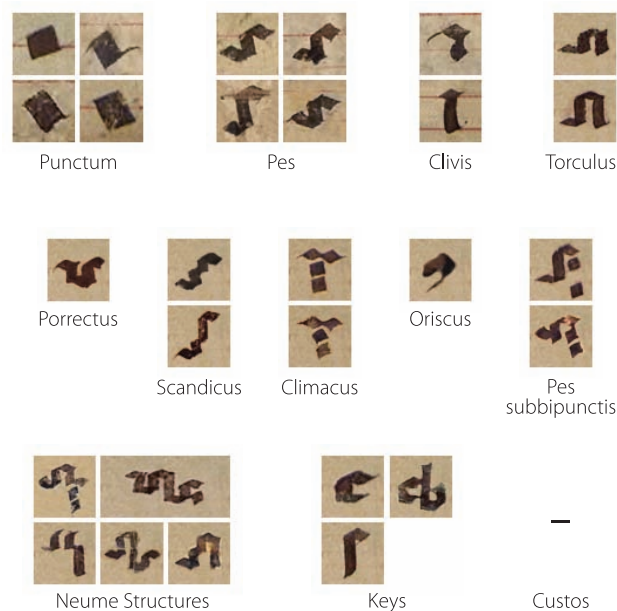 Punctum Pes Clivis Torculus
Porrectus Oriscus
Scandicus Climacus Pes
subbipunctis
Neume Structures Keys Custos